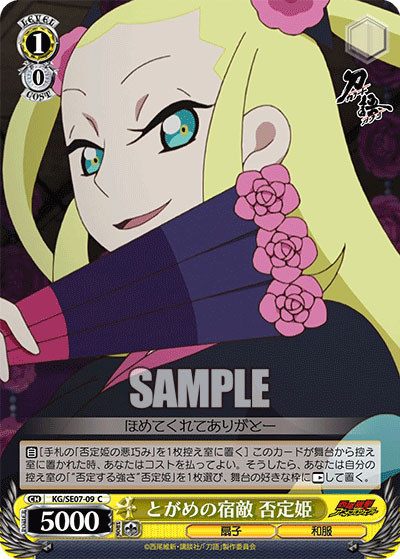 LEVEL
1
0
COST
刀語
SAMPLE
ほめてくれてありがとー
【手札の「否定姫の悪巧み」を1枚控え室に置く】 このカードが舞台から控え
室に置かれた時、あなたはコストを払ってよい。そうしたら、あなたは自分の控え
室の“「否定する強さ”否定姫」を1枚選び、舞台の好きな枠に置く。
CH KG/SE07-09 C
とがめの宿敵 否定姫
POWER
5000
SOUL
扇子
和服
©西尾維新・講談社/「刀語」製作委員会